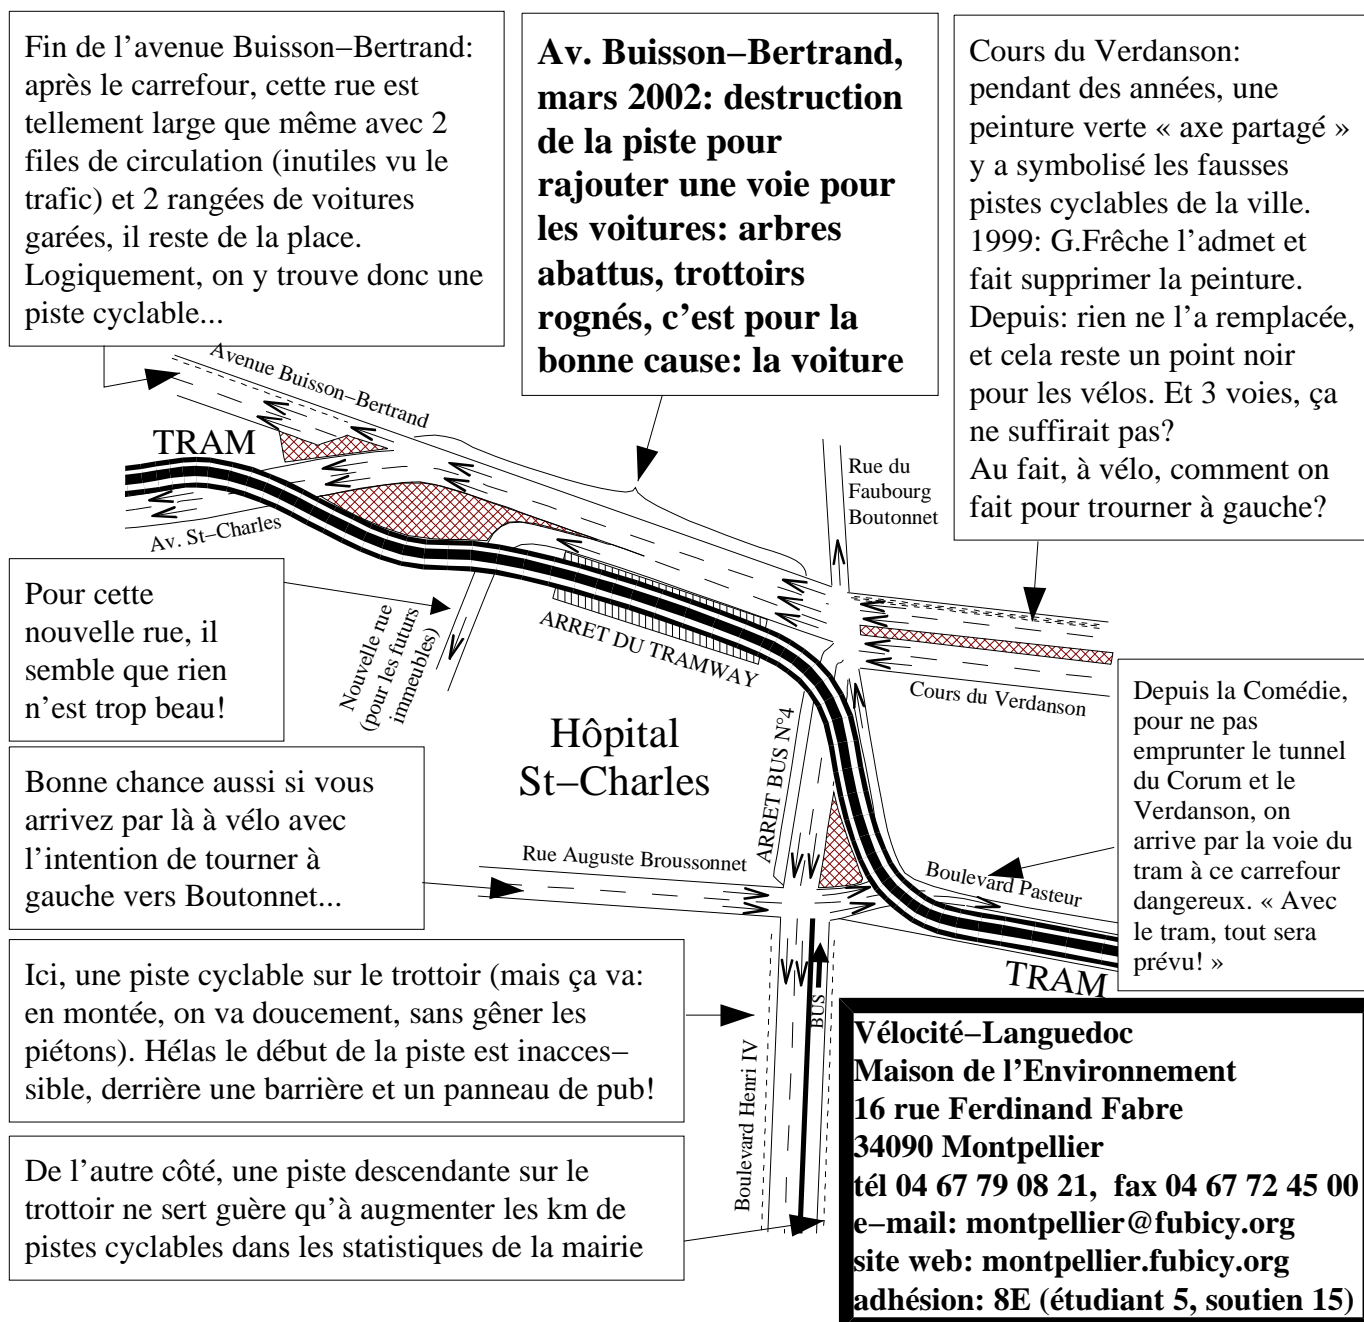 Fin de l’avenue Buisson–Bertrand:
après le carrefour, cette rue est
tellement large que même avec 2
files de circulation (inutiles vu le
trafic) et 2 rangées de voitures
garées, il reste de la place.
Logiquement, on y trouve donc une
piste cyclable...
Av. Buisson–Bertrand,
mars 2002: destruction
de la piste pour
rajouter une voie pour
les voitures: arbres
abattus, trottoirs
rognés, c’est pour la
bonne cause: la voiture
Cours du Verdanson:
pendant des années, une
peinture verte « axe partagé »
y a symbolisé les fausses
pistes cyclables de la ville.
1999: G.Frêche l’admet et
fait supprimer la peinture.
Depuis: rien ne l’a remplacée,
et cela reste un point noir
pour les vélos. Et 3 voies, ça
ne suffirait pas?
Au fait, à vélo, comment on
fait pour trourner à gauche?
Avenue Buisson–Bertrand
TRAM
Av. St–Charles
Rue du
Faubourg
Boutonnet
Pour cette
nouvelle rue, il
semble que rien
n’est trop beau!
Nouvelle rue
(pour les futurs
immeubles)
ARRET DU TRAMWAY
Cours du Verdanson
Hôpital
St–Charles
ARRET BUS N°4
Depuis la Comédie,
pour ne pas
emprunter le tunnel
du Corum et le
Verdanson, on
arrive par la voie du
tram à ce carrefour
dangereux. « Avec
le tram, tout sera
prévu! »
Bonne chance aussi si vous
arrivez par là à vélo avec
l’intention de tourner à
gauche vers Boutonnet...
Rue Auguste Broussonnet
Boulevard Pasteur
TRAM
Ici, une piste cyclable sur le trottoir (mais ça va:
en montée, on va doucement, sans gêner les
piétons). Hélas le début de la piste est inacces–
sible, derrière une barrière et un panneau de pub!
BUS
Boulevard Henri IV
De l’autre côté, une piste descendante sur le
trottoir ne sert guère qu’à augmenter les km de
pistes cyclables dans les statistiques de la mairie
Vélocité–Languedoc
Maison de l’Environnement
16 rue Ferdinand Fabre
34090 Montpellier
tél 04 67 79 08 21, fax 04 67 72 45 00
e–mail: montpellier@fubicy.org
site web: montpellier.fubicy.org
adhésion: 8E (étudiant 5, soutien 15)